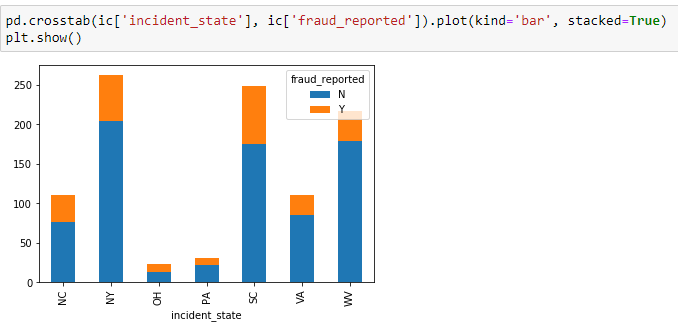 pd.crosstab(ic['incident_state'], ic['fraud_reported']).plot(kind='bar', stacked=True)
plt.show()
fraud_reported
N
Y
250
200
150
100
50
0
NC NY OH PA SC VA WV
incident_state